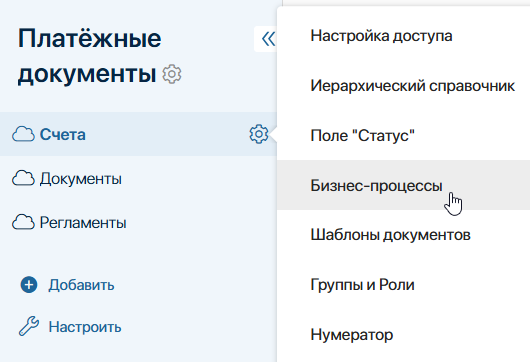 Платёжные
документы
Счета
Документы
Регламенты
Добавить
Настроить
Настройка доступа
Иерархический справочник
Поле "Статус"
Бизнес-процессы
Шаблоны документов
Группы и Роли
Нумератор